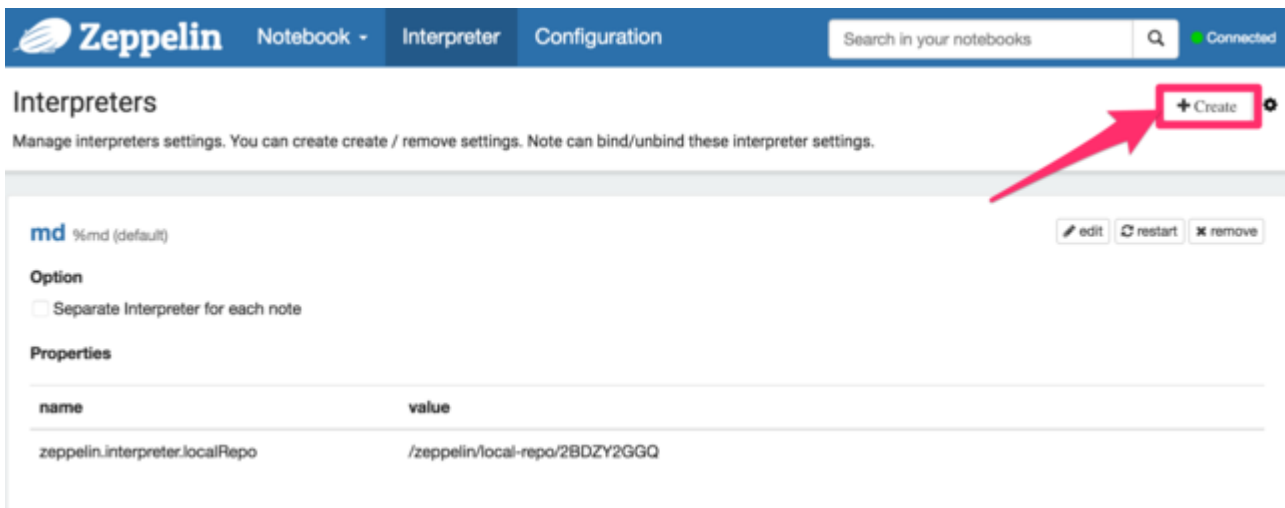 Zeppelin Notebook Interpreter Configuration Search in your notebooks Connected
Interpreters
+ Create
Manage interpreters settings. You can create create / remove settings. Note can bind/unbind these interpreter settings.
md %md (default) edit restart remove
Option
Separate Interpreter for each note
Properties
name value
zeppelin.interpreter.localRepo /zeppelin/local-repo/2BDZY2GGQ